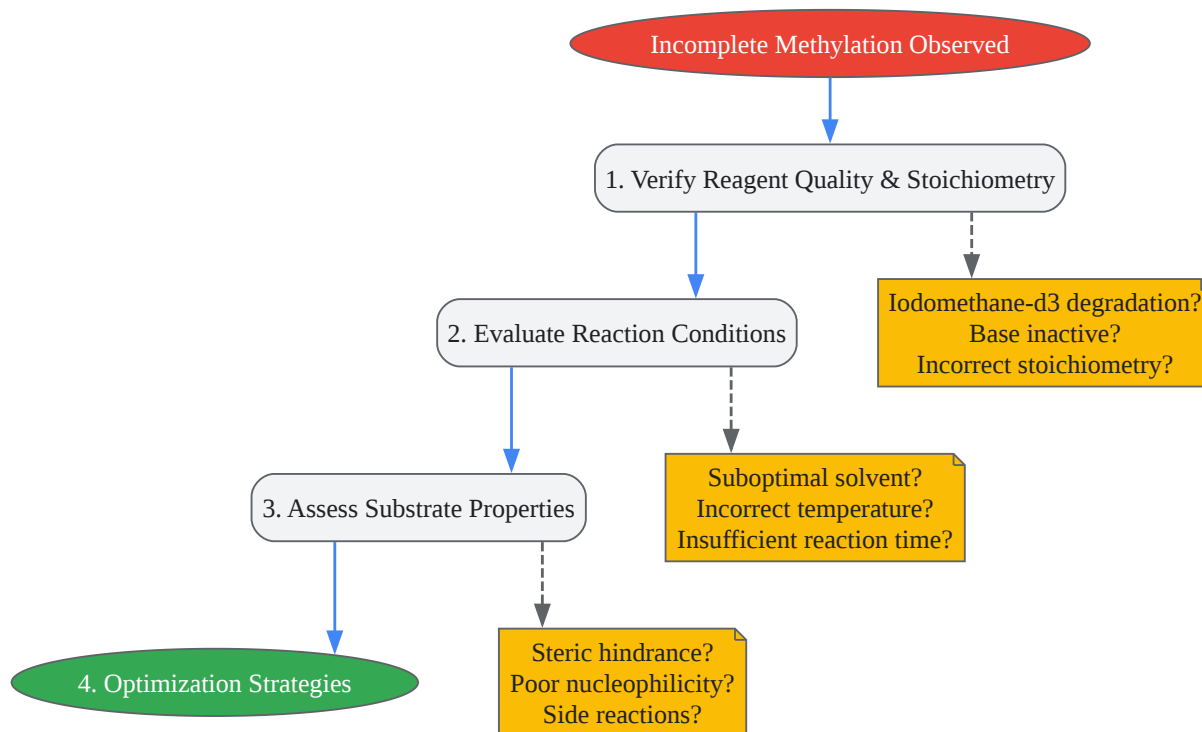 Incomplete Methylation Observed
1. Verify Reagent Quality & Stoichiometry
Iodomethane-d3 degradation?
Base inactive?
Incorrect stoichiometry?
2. Evaluate Reaction Conditions
Suboptimal solvent?
Incorrect temperature?
Insufficient reaction time?
3. Assess Substrate Properties
Steric hindrance?
Poor nucleophilicity?
Side reactions?
4. Optimization Strategies